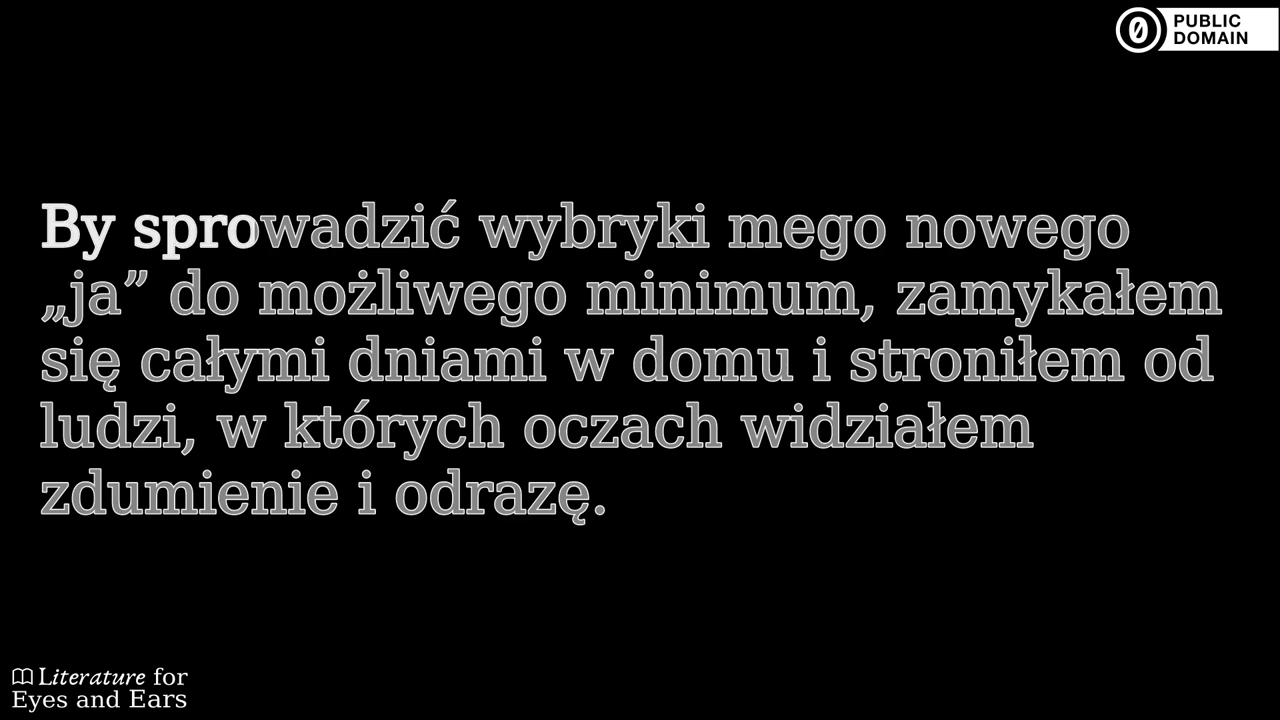 PUBLIC
DOMAIN
By sprowadzić wybryki mego nowego
„ja” do możliwego minimum, zamykałem
się całymi dniami w domu i stroniłem od
ludzi, w których oczach widziałem
zdumienie i odrazę.
Literature for
Eyes and Ears